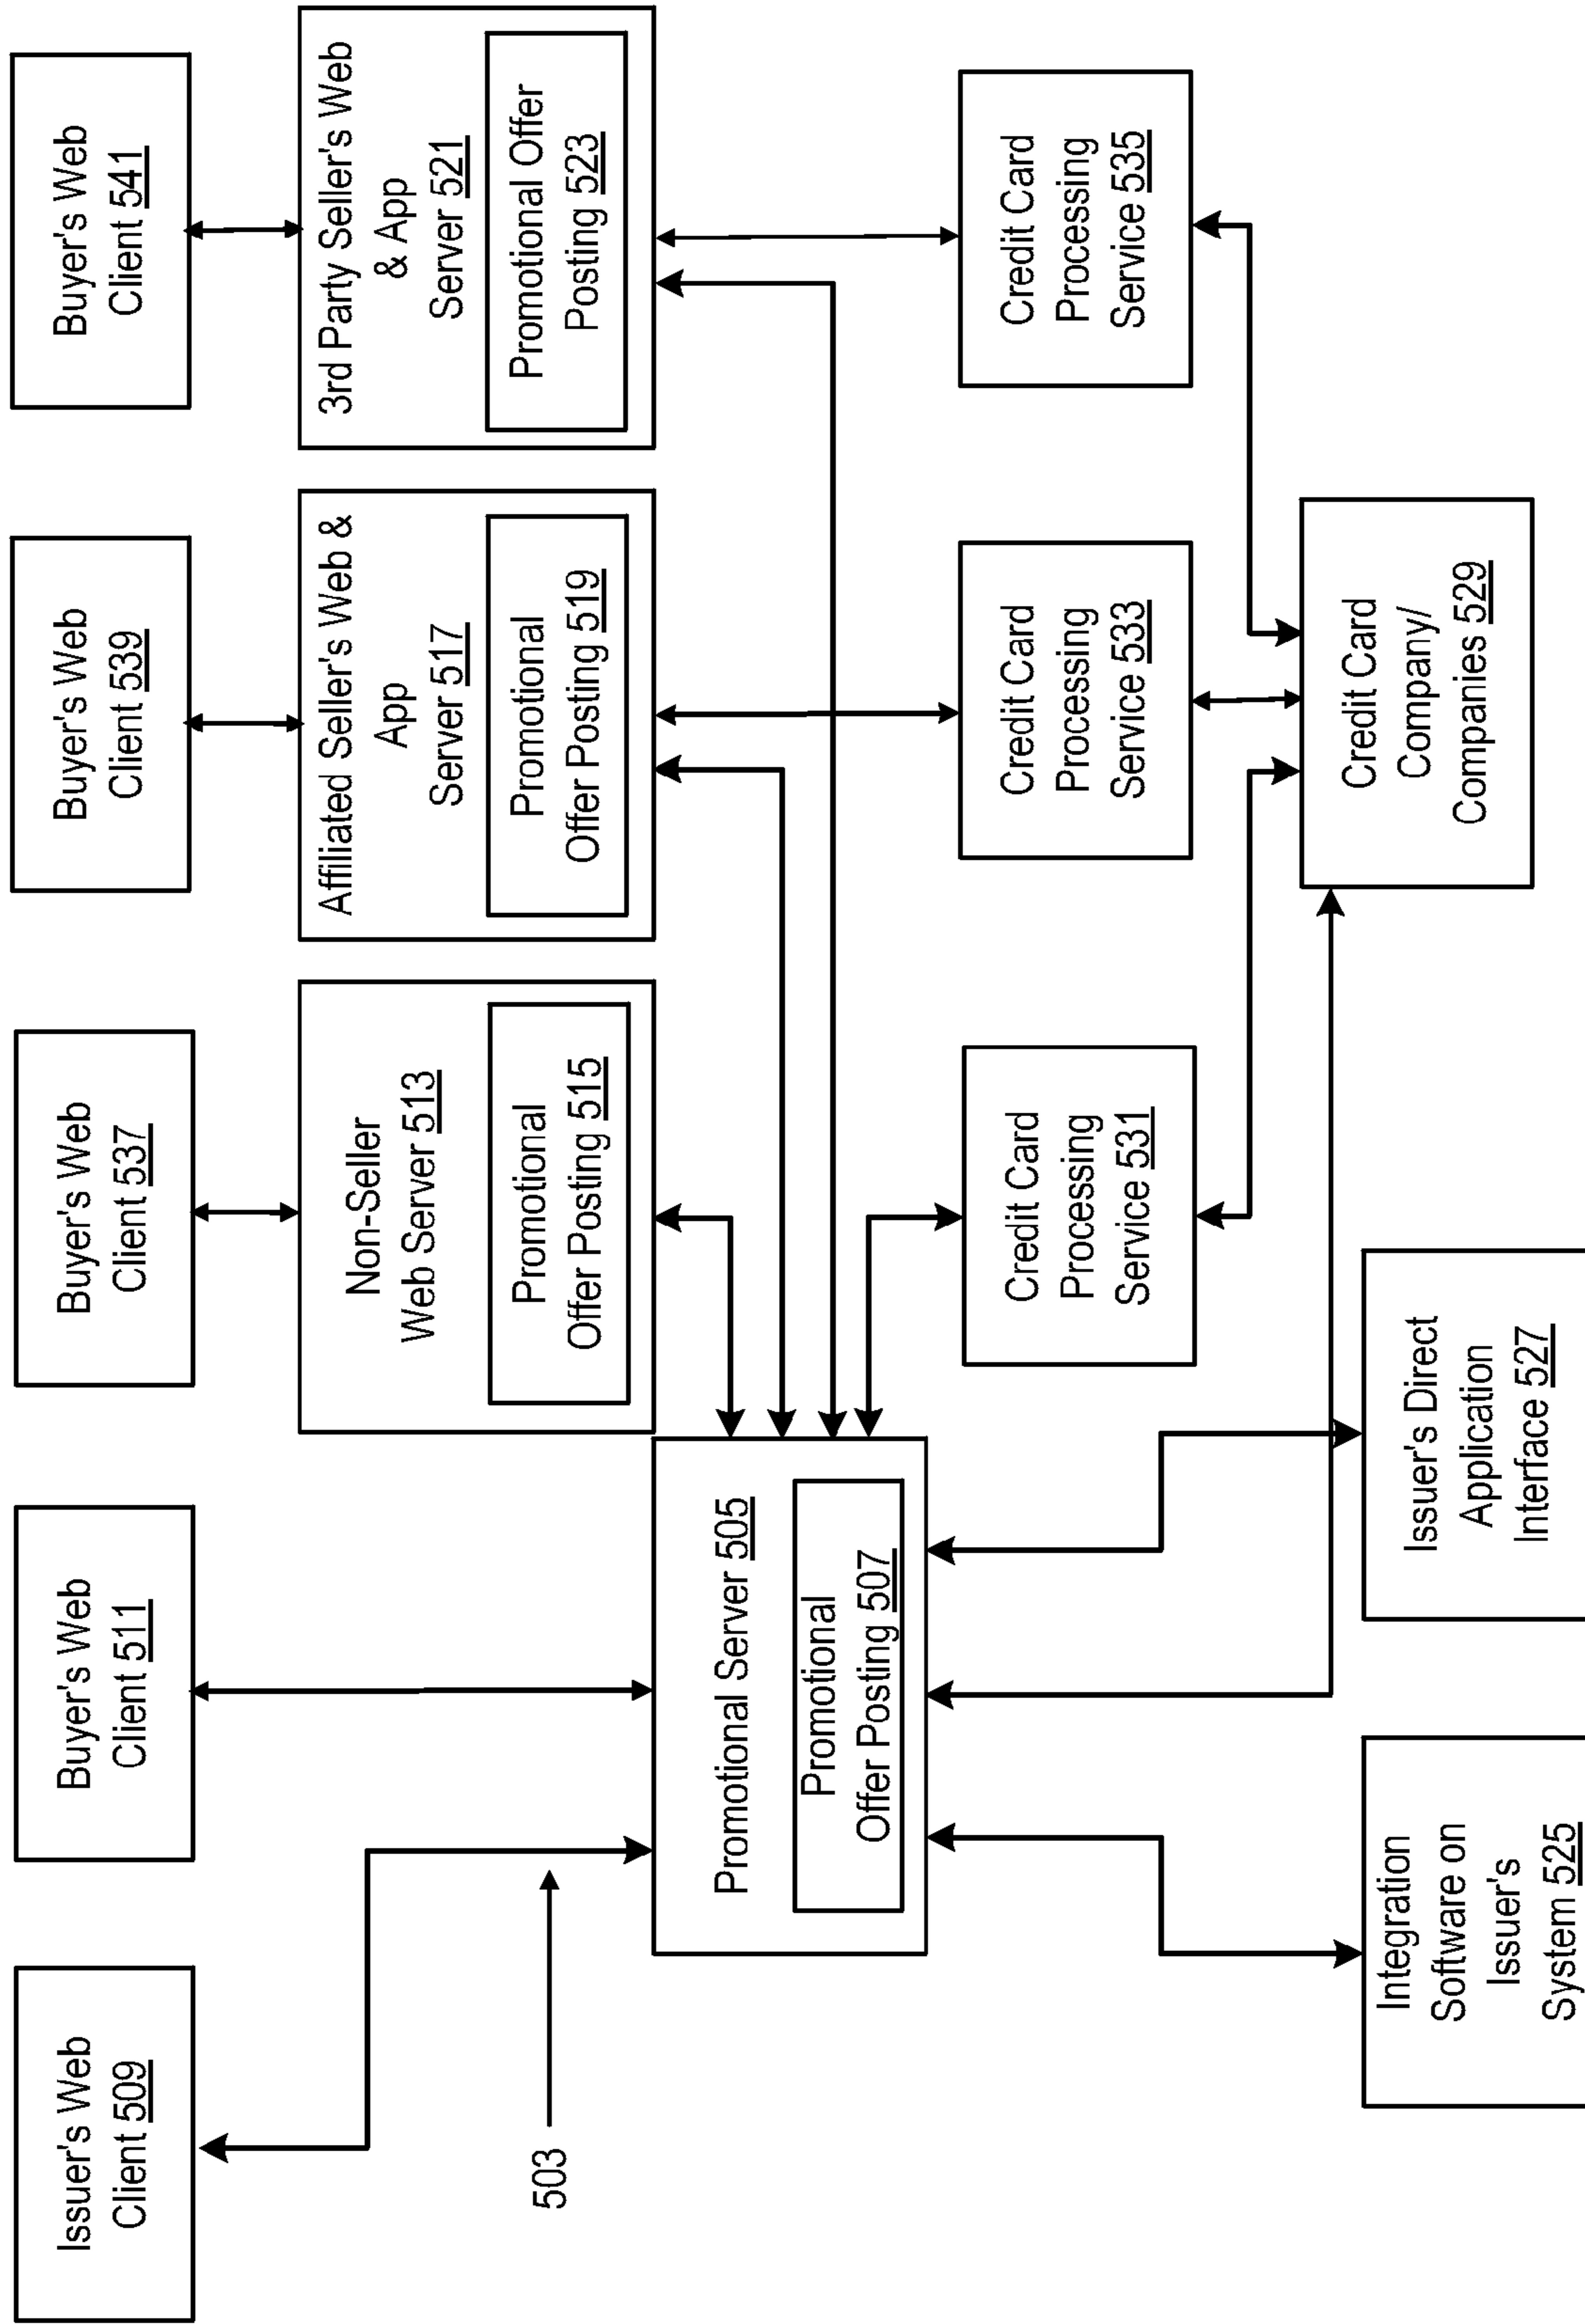 Issuer's Web
Client 509
Buyer's Web
Client 511
Buyer's Web
Client 537
Buyer's Web
Client 539
Buyer's Web
Client 541
Non-Seller
Web Server 513
Promotional
Offer Posting 515
Affiliated Seller's Web &
App
Server 517
Promotional
Offer Posting 519
3rd Party Seller's Web
& App
Server 521
Promotional Offer
Posting 523
503
Promotional Server 505
Promotional
Offer Posting 507
Credit Card
Processing
Service 531
Credit Card
Processing
Service 533
Credit Card
Processing
Service 535
Integration
Software on
Issuer's
System 525
Issuer's Direct
Application
Interface 527
Credit Card
Company/
Companies 529